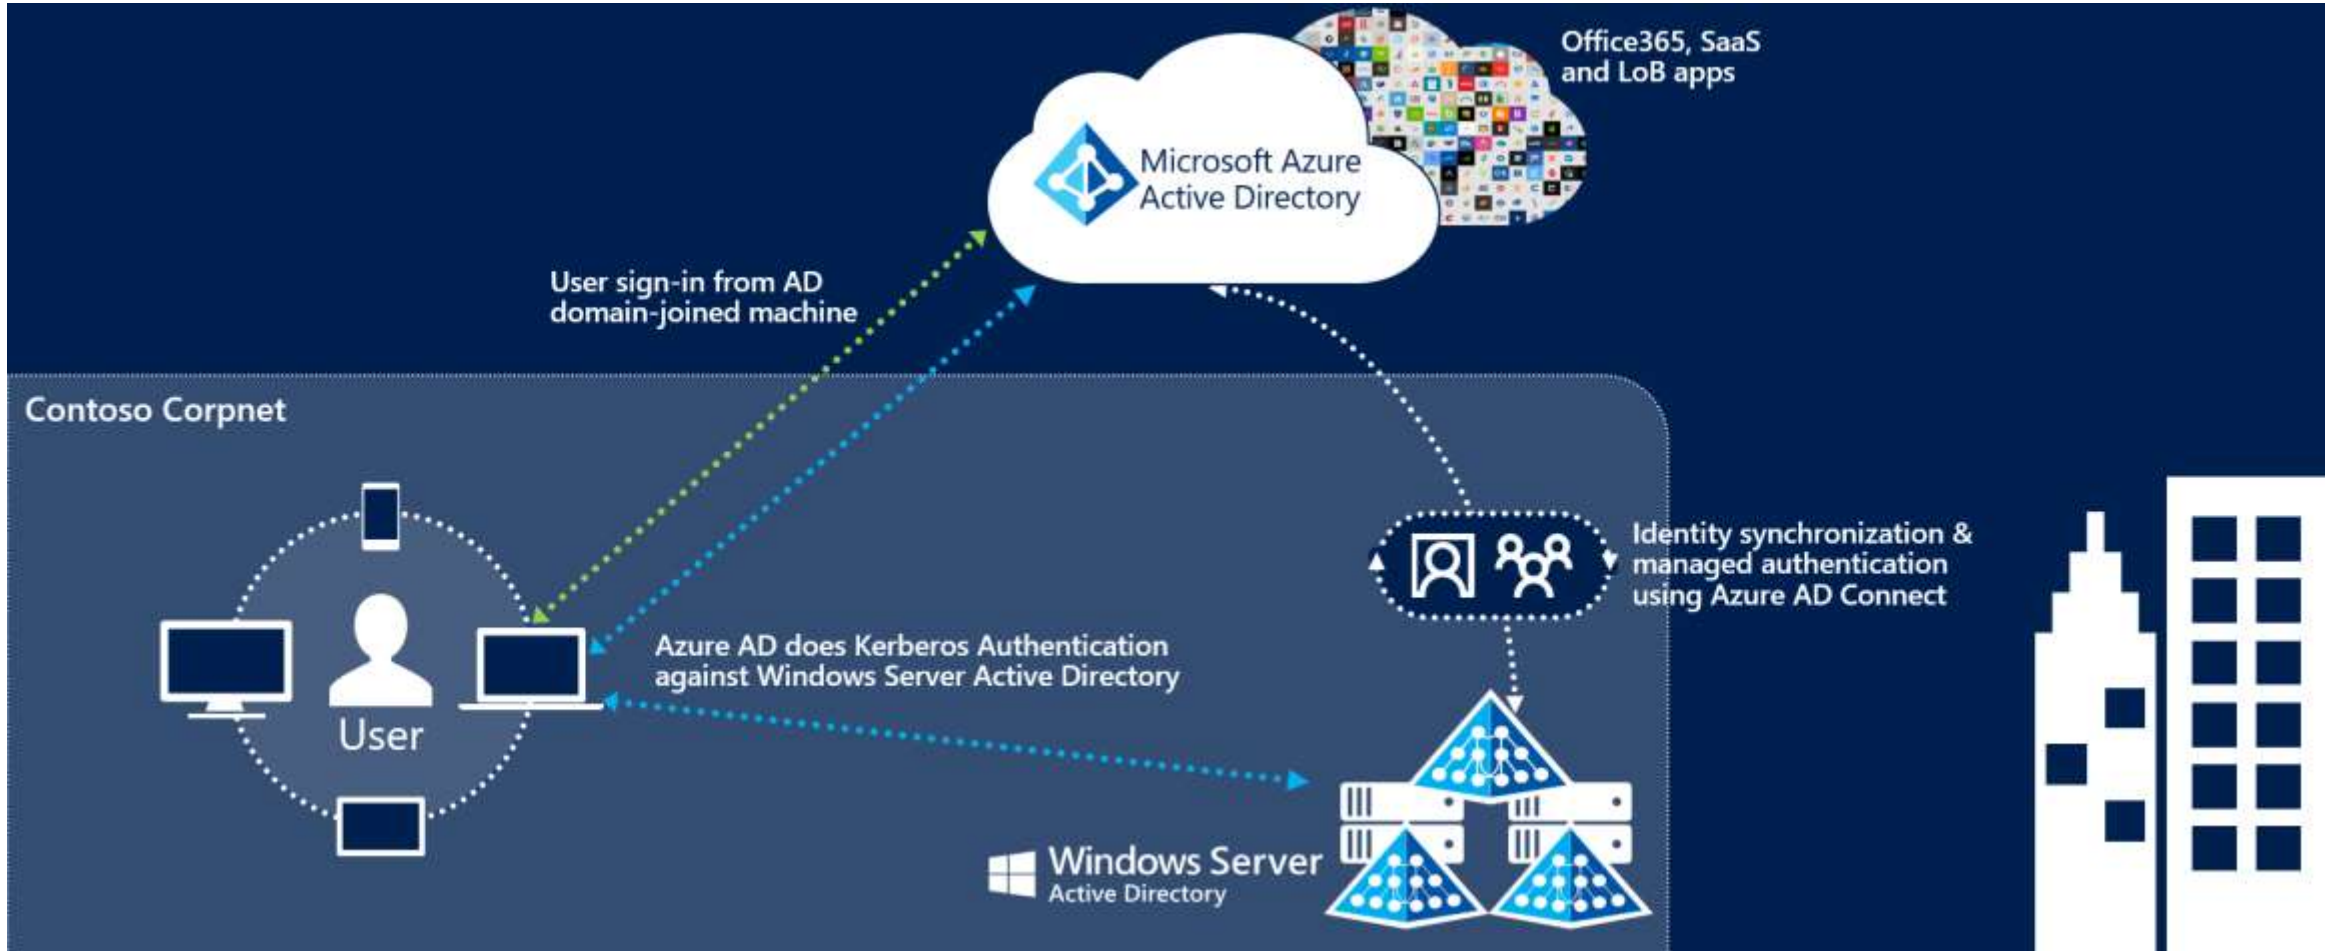 Office365, SaaS
and LoB apps
Microsoft Azure
Active Directory
User sign-in from AD
domain-joined machine
Contoso Corpnet
Identity synchronization &
managed authentication
using Azure AD Connect
Azure AD does Kerberos Authentication
against Windows Server Active Directory
User
Windows Server
Active Directory